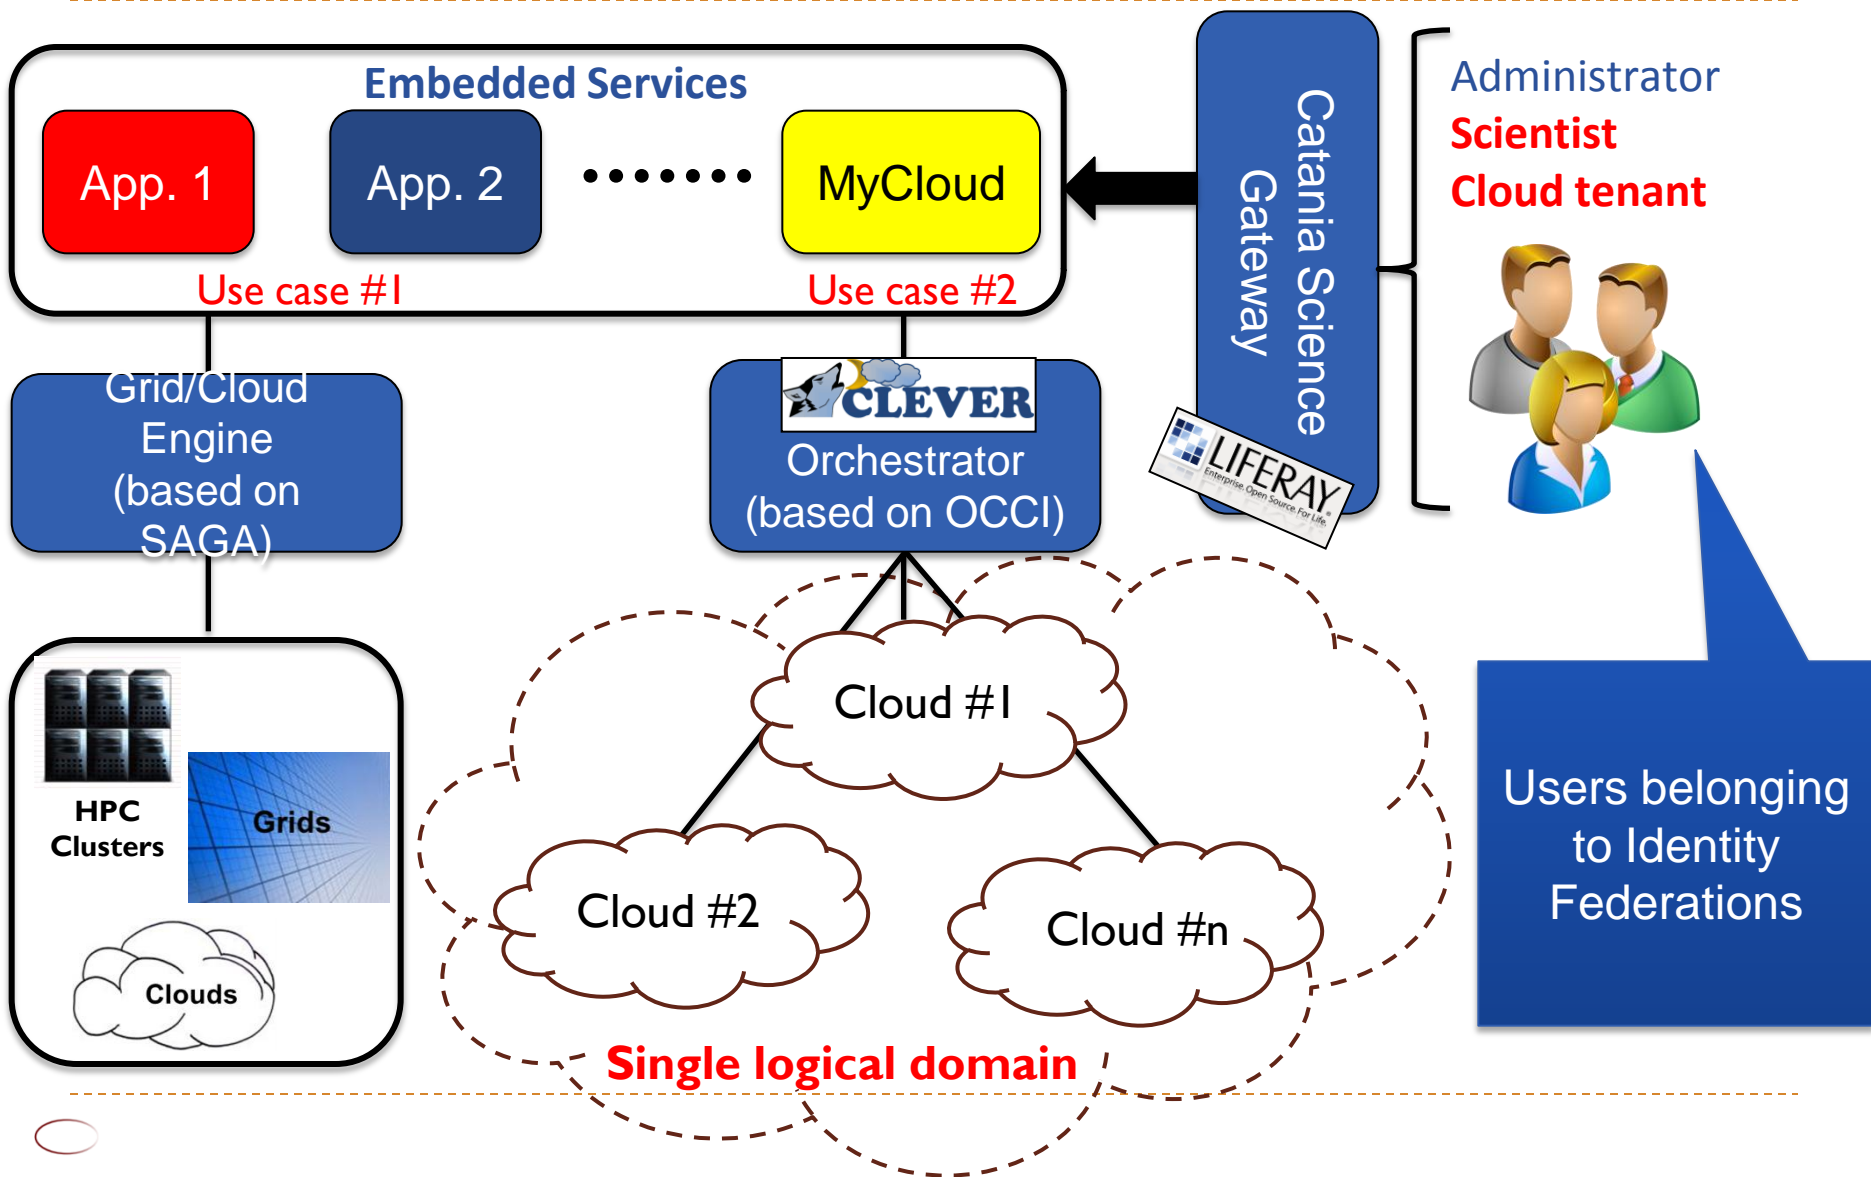 Embedded Services
App. 1
App. 2
.......
MyCloud
Use case #1
Use case #2
Catania Science
Gateway
LIFERAY.
Enterprise. Open Source. For Life.
Administrator
Scientist
Cloud tenant
Grid/Cloud
Engine
(based on
SAGA)
CLEVER
Orchestrator
(based on OCCI)
HPC
Clusters
Grids
Clouds
Cloud #1
Cloud #2
Cloud #n
Single logical domain
Users belonging
to Identity
Federations